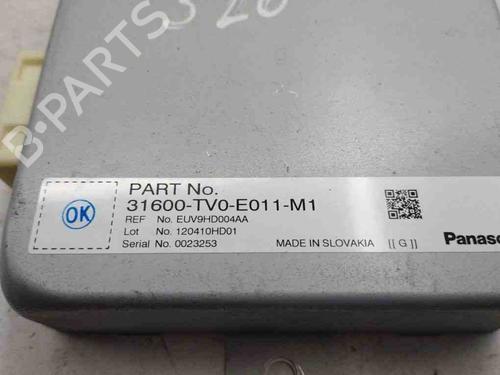 B-PARTS
OK
PART No.
31600-TV0-E011-M1
REF No. EUV9HD004AA
Lot No. 120410HD01
Serial No. 0023253
MADE IN SLOVAKIA [[ G ]]
Panaso